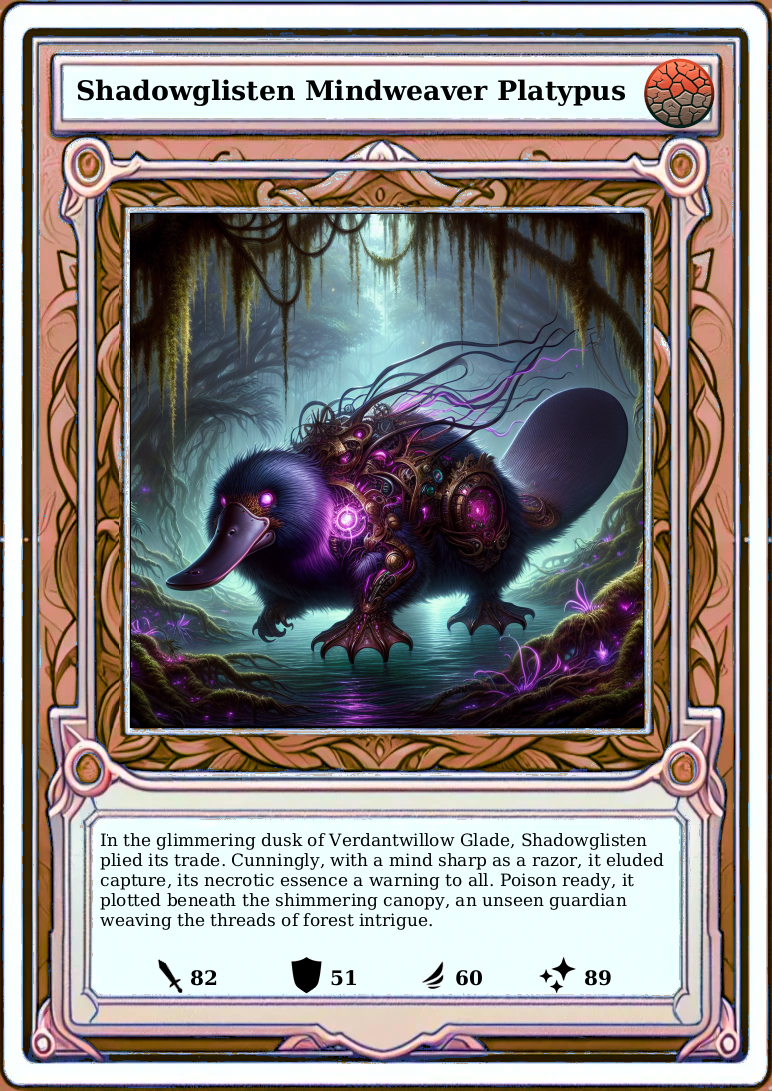 Shadowglisten Mindweaver Platypus
In the glimmering dusk of Verdantwillow Glade, Shadowglisten
plied its trade. Cunningly, with a mind sharp as a razor, it eluded
capture, its necrotic essence a warning to all. Poison ready, it
plotted beneath the shimmering canopy, an unseen guardian
weaving the threads of forest intrigue.
82 51 60 89